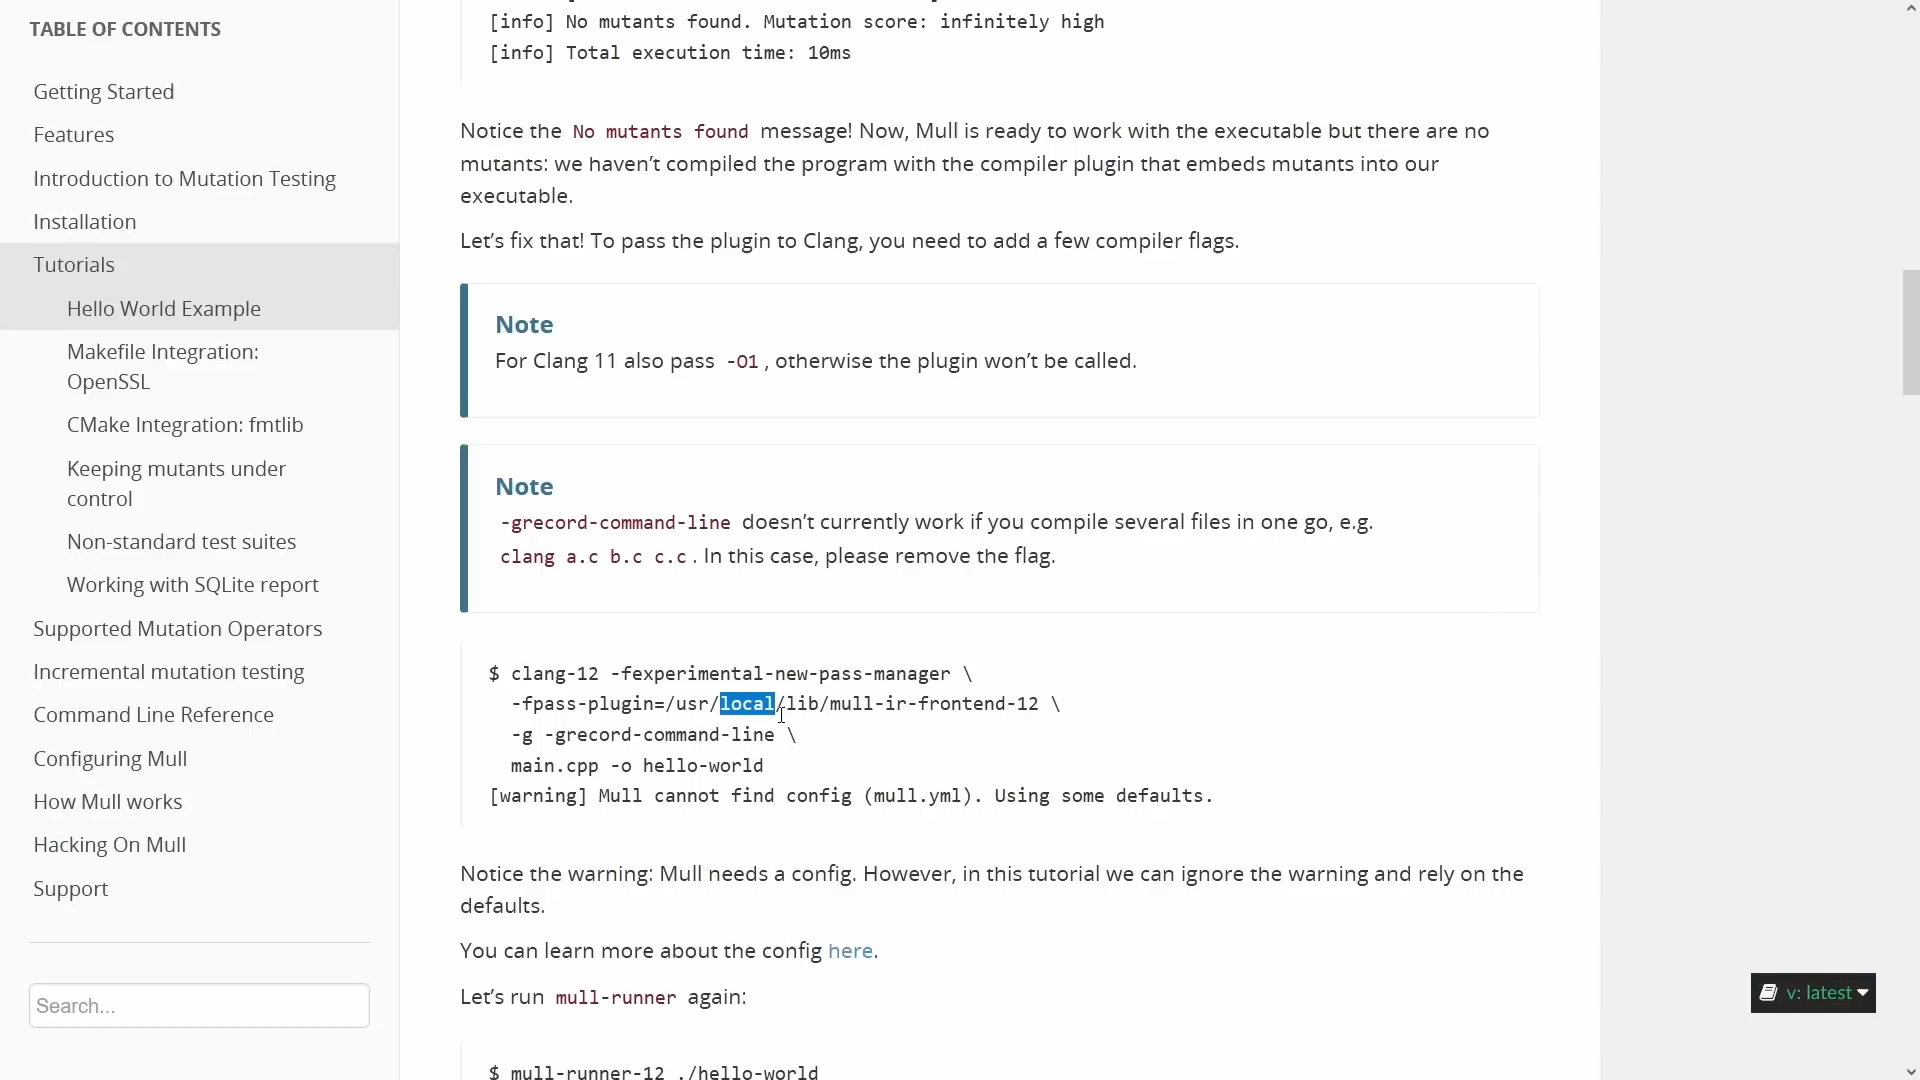 TABLE OF CONTENTS
Getting Started
Features
Introduction to Mutation Testing
Installation
Tutorials
Hello World Example
Makefile Integration:
OpenSSL
CMake Integration: fmtlib
Keeping mutants under
control
Non-standard test suites
Working with SQLite report
Supported Mutation Operators
Incremental mutation testing
Command Line Reference
Configuring Mull
How Mull works
Hacking On Mull
Support
Search...
[info] No mutants found. Mutation score: infinitely high
[info] Total execution time: 10ms
Notice the No mutants found message! Now, Mull is ready to work with the executable but there are no
mutants: we haven’t compiled the program with the compiler plugin that embeds mutants into our
executable.
Let’s fix that! To pass the plugin to Clang, you need to add a few compiler flags.
Note
For Clang 11 also pass -O1, otherwise the plugin won’t be called.
Note
-grecord-command-line doesn’t currently work if you compile several files in one go, e.g.
clang a.c b.c c.c. In this case, please remove the flag.
$ clang-12 -fexperimental-new-pass-manager \
-fpass-plugin=/usr/local/lib/mull-ir-frontend-12 \
-g -grecord-command-line \
main.cpp -o hello-world
[warning] Mull cannot find config (mull.yml). Using some defaults.
Notice the warning: Mull needs a config. However, in this tutorial we can ignore the warning and rely on the
defaults.
You can learn more about the config here.
Let’s run mull-runner again:
$ mull-runner-12 ./hello-world
v: latest